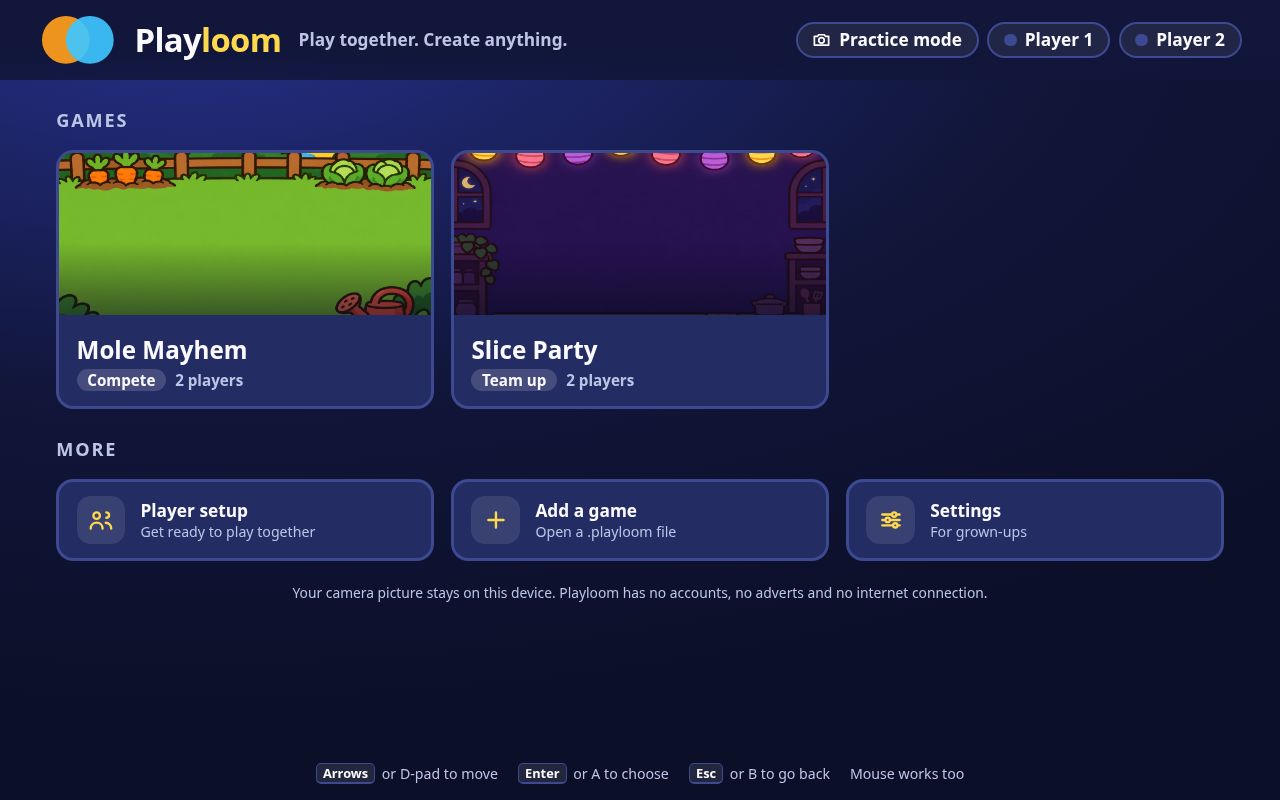 Playloom
Play together. Create anything.
Practice mode
Player 1
Player 2
GAMES
Mole Mayhem
Compete 2 players
Slice Party
Team up 2 players
MORE
Player setup
Get ready to play together
Add a game
Open a .playloom file
Settings
For grown-ups
Your camera picture stays on this device. Playloom has no accounts, no adverts and no internet connection.
Arrows or D-pad to move Enter or A to choose Esc or B to go back Mouse works too